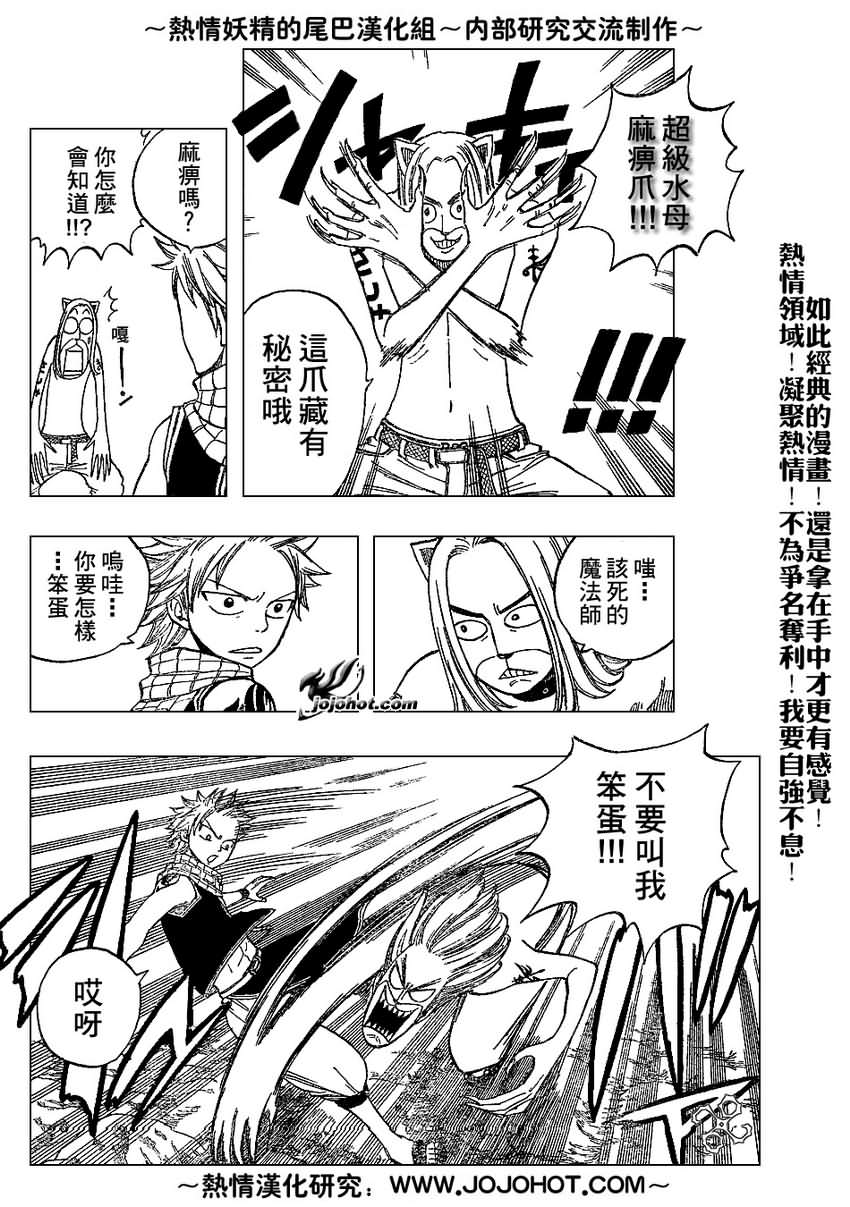 ～熱情妖精的尾巴漢化組～内部研究交流制作～
超級水母
麻痹爪!!!
這爪藏有
秘密哦
麻痹嗎?
你怎麼
會知道!!?
嘎—!
嗤…
該死的
魔法師
嗚哇…
你要怎樣
…笨蛋
不要叫我
笨蛋!!!
哎呀
jojohot.com
如此經典的漫畫！還是拿在手中才更有感覺！
熱情領域！凝聚熱情！不為爭名奪利！我要自強不息！
～熱情漢化研究：WWW.JOJOHOT.COM～